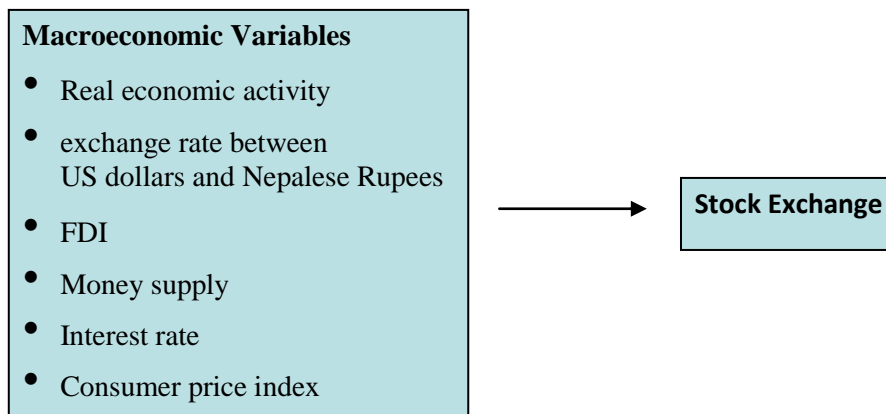 Macroeconomic Variables
• Real economic activity
• exchange rate between
US dollars and Nepalese Rupees
• FDI
• Money supply
• Interest rate
• Consumer price index
Stock Exchange